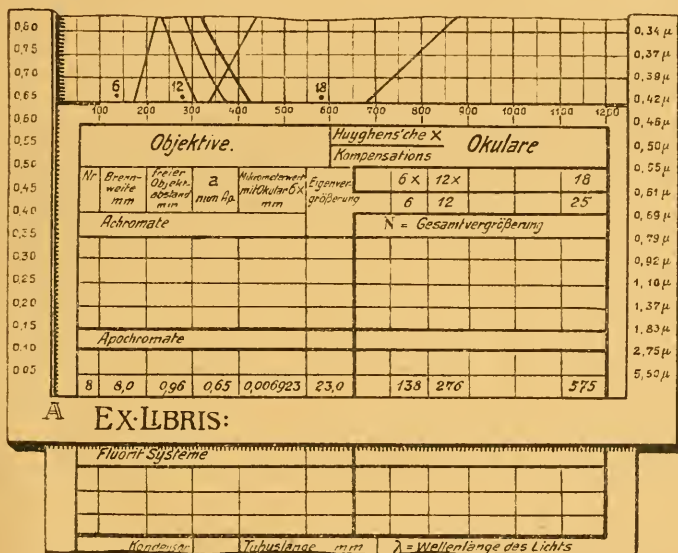 0,80 0,34 μ
0,75 0,37 μ
0,70 0,39 μ
0,65 6 12 18 0,42 μ
100 200 300 400 500 600 700 800 900 1000 1100 1200
0,60 0,46 μ
0,55 0,50 μ
0,50 0,55 μ
0,45 0,61 μ
0,40 0,69 μ
0,35 0,79 μ
0,30 0,92 μ
0,25 1,10 μ
0,20 1,37 μ
0,15 1,83 μ
0,10 2,75 μ
0 05 5,50 μ
Objektive. Huyghens'che × Okulare
Kompensations
Nr Brennweite mm freier Objektabstand mm a num Ap. Mikrometerwert mit Okular 6× mm Eigenvergrößerung
6× 12× 18
6 12 25
Achromate N = Gesamtvergrößerung
Apochromate
8 8,0 0,96 0,65 0,006923 23,0 138 276 575
A EX·LIBRIS:
Fluorit Systeme
Kondensor Tubuslänge mm λ = Wellenlänge des Lichts